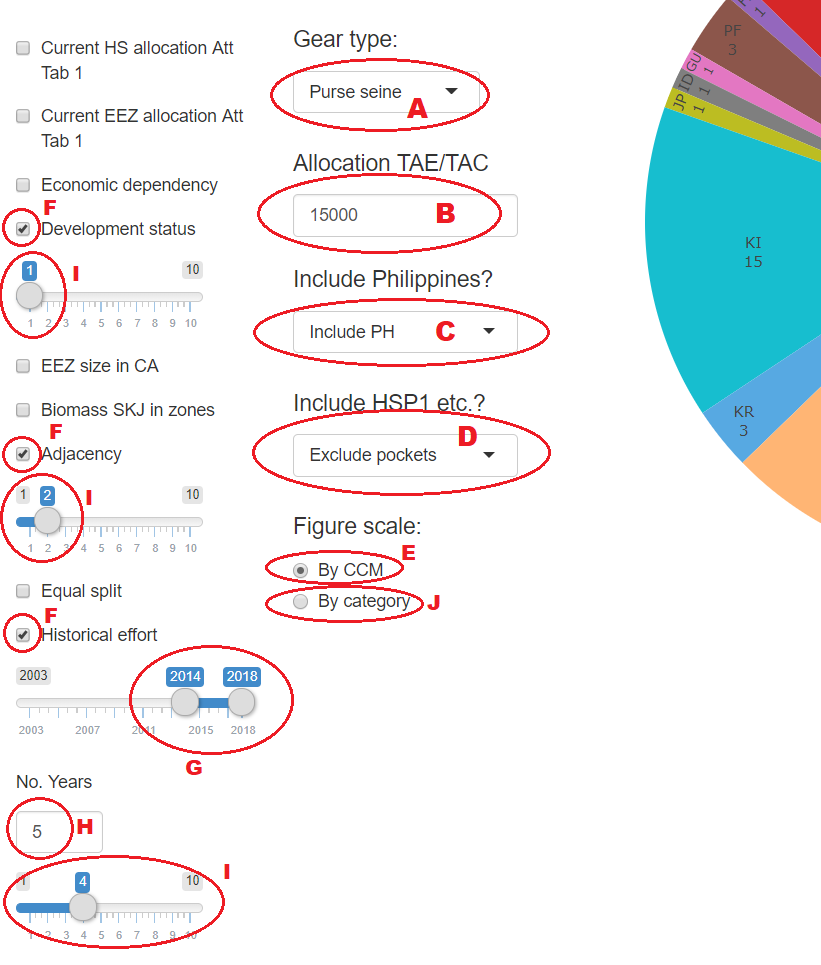 Current HS allocation Att
Tab 1
Current EEZ allocation Att
Tab 1
Economic dependency
F
Development status
1 10
I
1 2 3 4 5 6 7 8 9 10
EEZ size in CA
Biomass SKJ in zones
F
Adjacency
1 2 10
I
1 2 3 4 5 6 7 8 9 10
Equal split
F
Historical effort
2003 2014 2018
2003 2007 2011 2015 2018
G
No. Years
5 H
1 4 10
I
1 2 3 4 5 6 7 8 9 10
Gear type:
Purse seine
A
Allocation TAE/TAC
15000 B
Include Philippines?
Include PH C
Include HSP1 etc.?
D
Exclude pockets
Figure scale:
E
By CCM
By category J
1
PF
3
GU
1
ID
1
JP
1
KI
15
KR
3